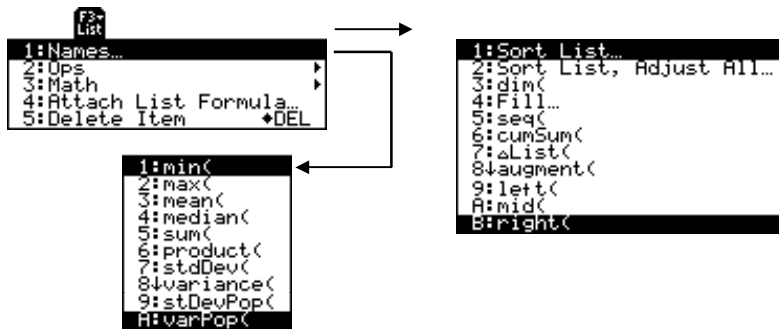 F3▾
List
1:Names…
2:Ops ▸
3:Math ▸
4:Attach List Formula…
5:Delete Item ◆DEL
1:Sort List…
2:Sort List, Adjust All…
3:dim(
4:Fill…
5:seq(
6:cumSum(
7:△List(
8↓augment(
9:left(
A:mid(
B:right(
1:min(
2:max(
3:mean(
4:median(
5:sum(
6:product(
7:stdDev(
8↓variance(
9:stDevPop(
A:varPop(